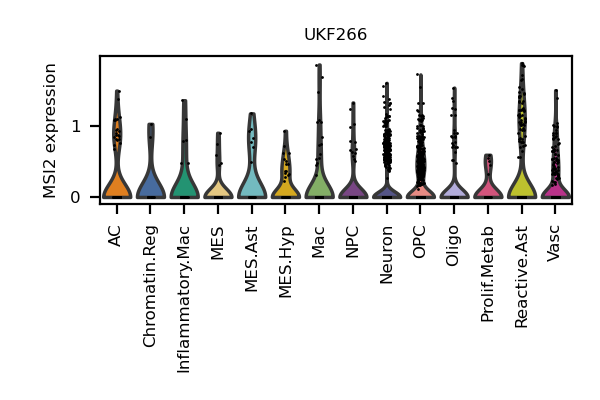 UKF266
MSI2 expression
1
0
AC
Chromatin.Reg
Inflammatory.Mac
MES
MES.Ast
MES.Hyp
Mac
NPC
Neuron
OPC
Oligo
Prolif.Metab
Reactive.Ast
Vasc